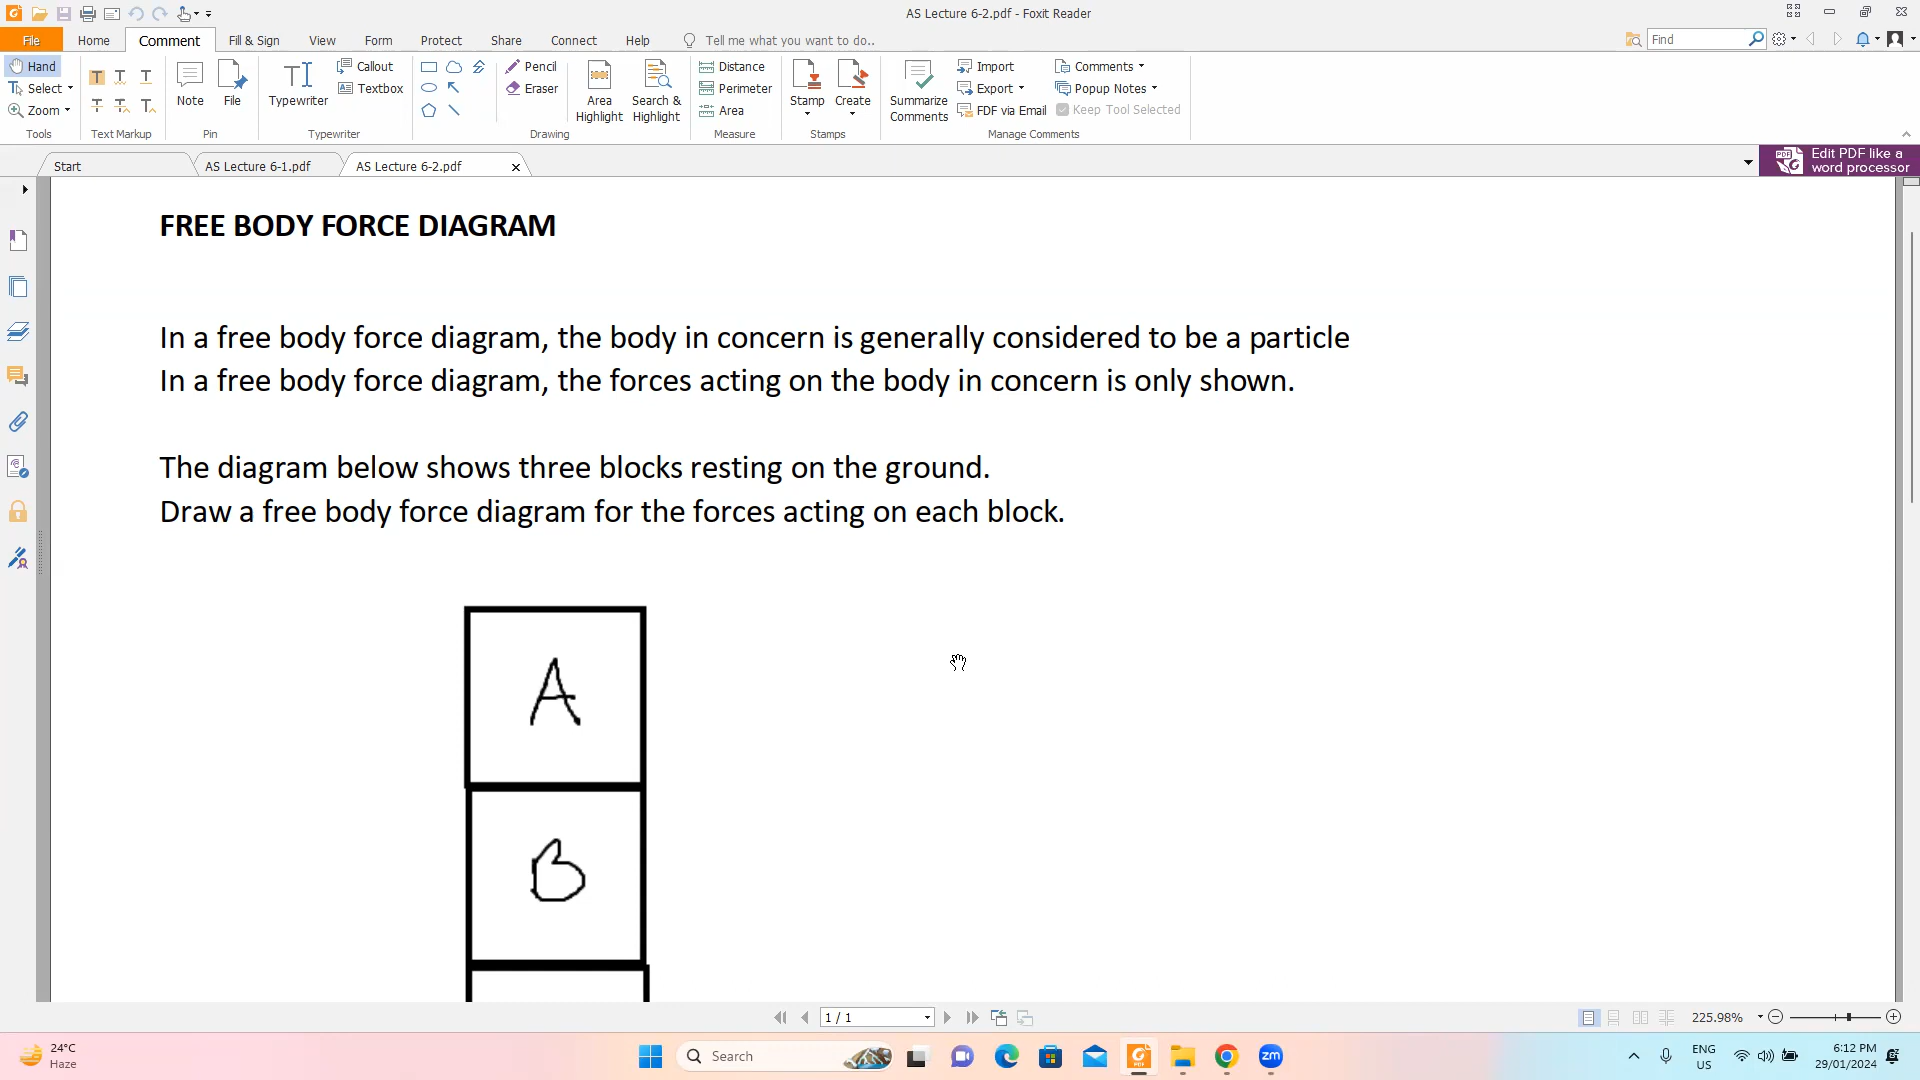 AS Lecture 6-2.pdf - Foxit Reader
File Home Comment Fill & Sign View Form Protect Share Connect Help Tell me what you want to do.. Find
Hand
Select
Zoom
Tools
Text Markup
Note
File
Pin
Typewriter
Callout
Textbox
Typewriter
Pencil
Eraser
Area
Highlight
Search &
Highlight
Drawing
Distance
Perimeter
Area
Measure
Stamp
Create
Stamps
Summarize
Comments
Import
Export
FDF via Email
Comments
Popup Notes
Keep Tool Selected
Manage Comments
Start
AS Lecture 6-1.pdf
AS Lecture 6-2.pdf
Edit PDF like a
word processor
FREE BODY FORCE DIAGRAM
In a free body force diagram, the body in concern is generally considered to be a particle
In a free body force diagram, the forces acting on the body in concern is only shown.
The diagram below shows three blocks resting on the ground.
Draw a free body force diagram for the forces acting on each block.
A
B
1 / 1
225.98%
24°C
Haze
Search
zm
ENG
US
6:12 PM
29/01/2024